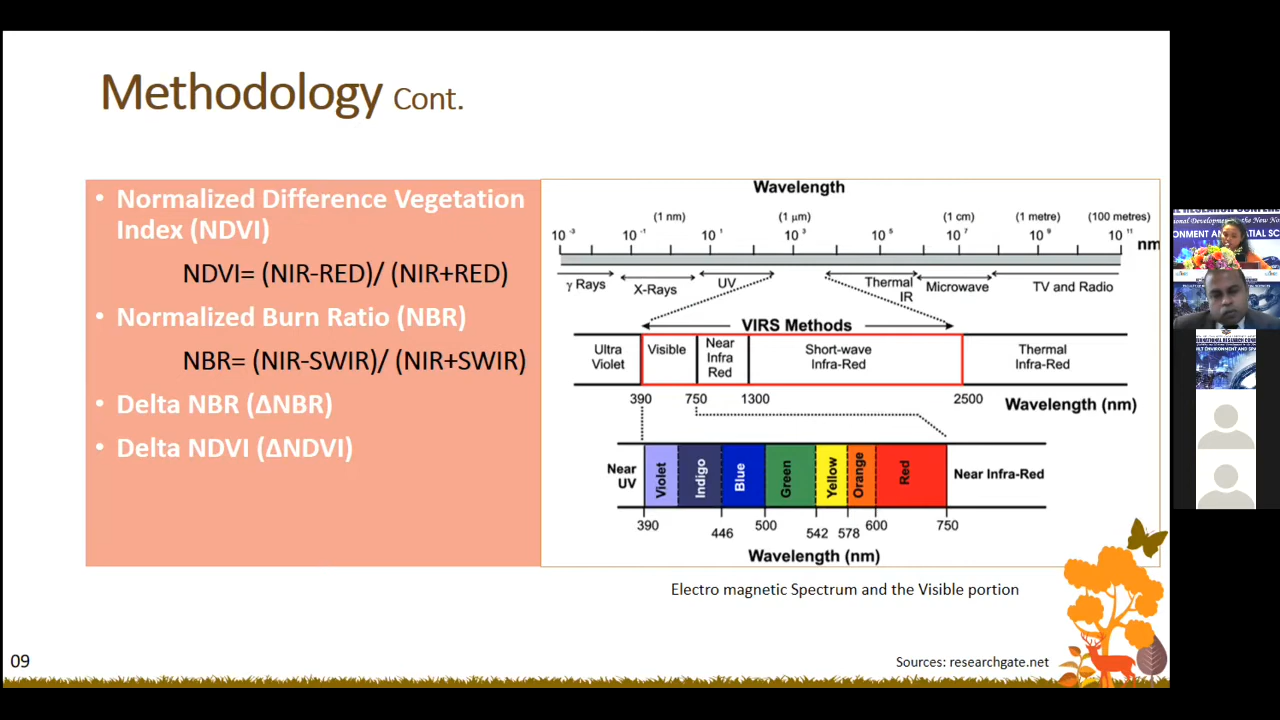 Methodology Cont.
• Normalized Difference Vegetation
Index (NDVI)
NDVI= (NIR-RED)/ (NIR+RED)
• Normalized Burn Ratio (NBR)
NBR= (NIR-SWIR)/ (NIR+SWIR)
• Delta NBR (ΔNBR)
• Delta NDVI (ΔNDVI)
Wavelength
(1 nm) (1 μm) (1 cm) (1 metre) (100 metres)
10⁻³ 10⁻¹ 10¹ 10³ 10⁵ 10⁷ 10⁹ 10¹¹ nm
γ Rays X-Rays UV Thermal IR Microwave TV and Radio
VIRS Methods
Ultra Violet Visible Near Infra Red Short-wave Infra-Red Thermal Infra-Red
390 750 1300 2500 Wavelength (nm)
Near UV Violet Indigo Blue Green Yellow Orange Red Near Infra-Red
390 446 500 542 578 600 750
Wavelength (nm)
Electro magnetic Spectrum and the Visible portion
09
Sources: researchgate.net